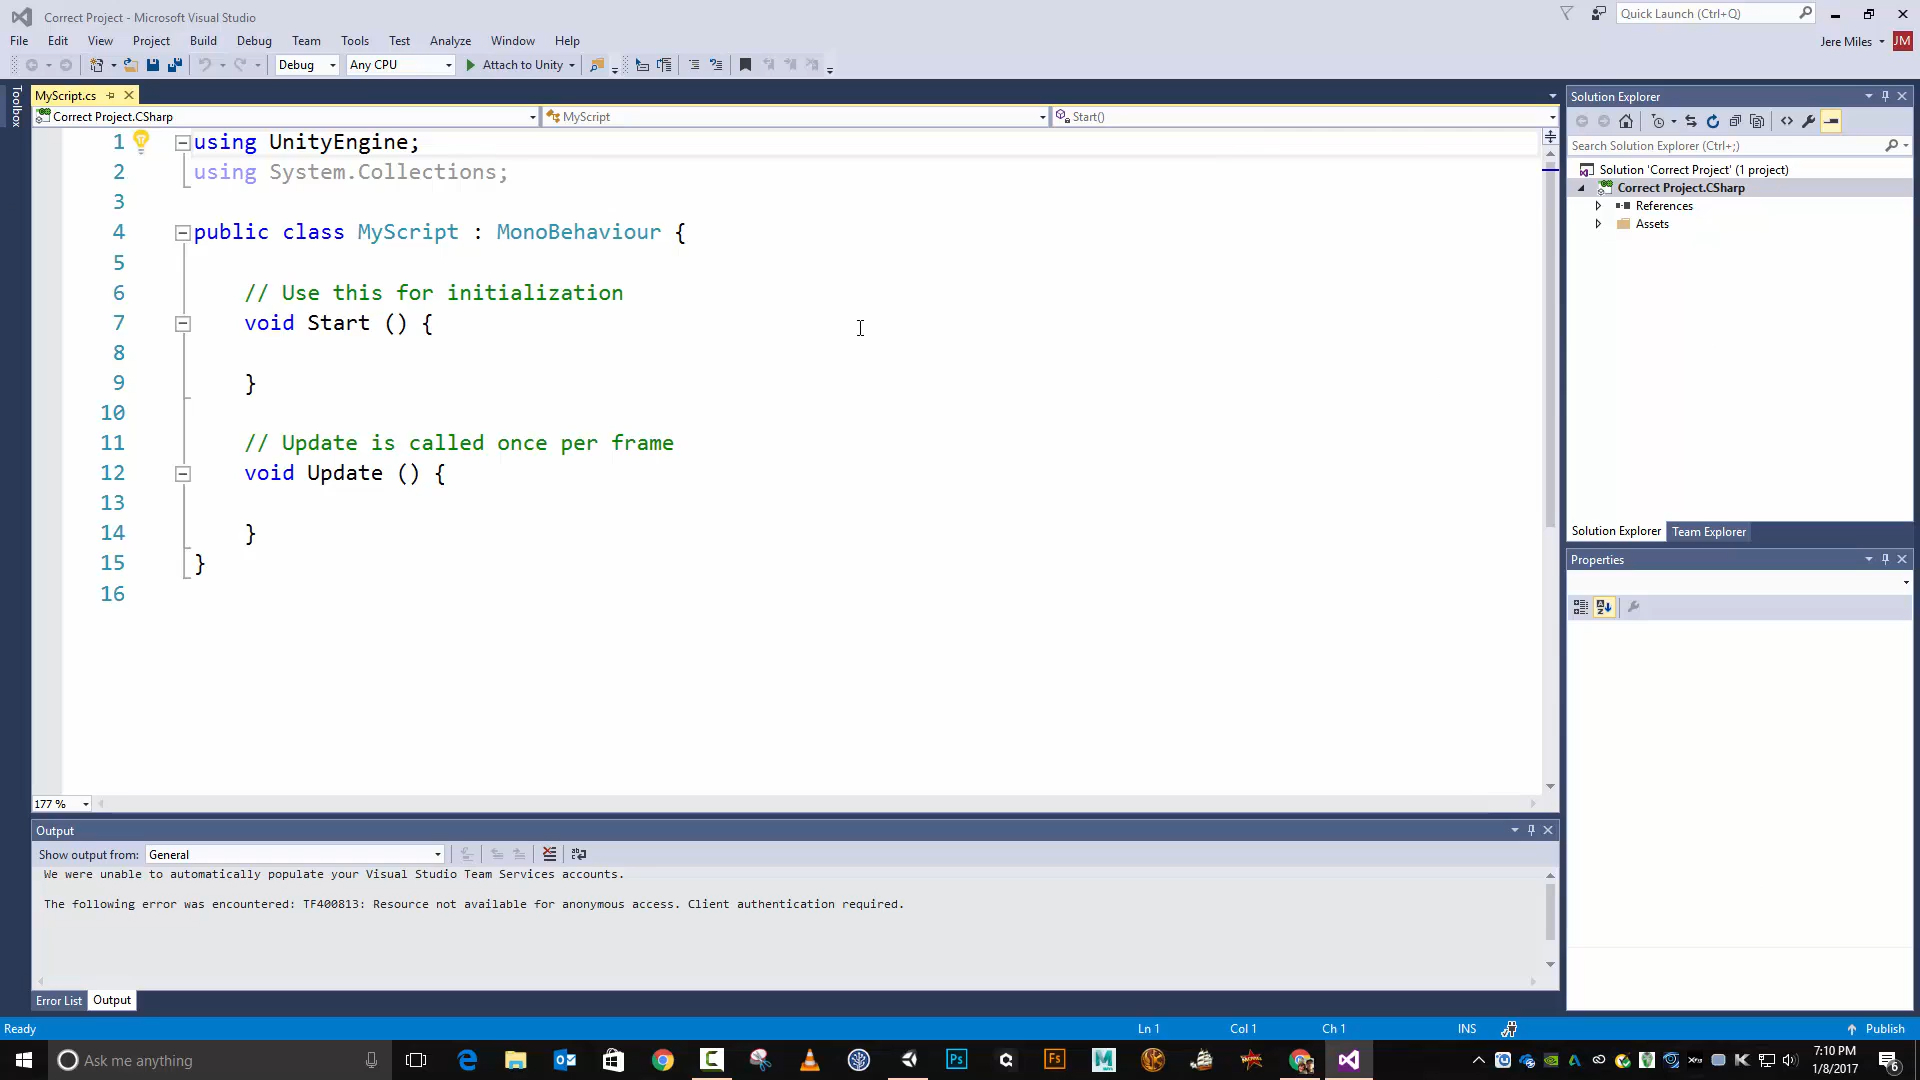 Correct Project - Microsoft Visual Studio
Quick Launch (Ctrl+Q)
File Edit View Project Build Debug Team Tools Test Analyze Window Help
Jere Miles JM
Debug Any CPU Attach to Unity
Toolbox
MyScript.cs
Correct Project.CSharp MyScript Start()
1 using UnityEngine;
2 using System.Collections;
3
4 public class MyScript : MonoBehaviour {
5
6 // Use this for initialization
7 void Start () {
8
9 }
10
11 // Update is called once per frame
12 void Update () {
13
14 }
15 }
16
177 %
Solution Explorer
Search Solution Explorer (Ctrl+;)
Solution 'Correct Project' (1 project)
Correct Project.CSharp
References
Assets
Solution Explorer Team Explorer
Properties
Output
Show output from: General
We were unable to automatically populate your Visual Studio Team Services accounts.
The following error was encountered: TF400813: Resource not available for anonymous access. Client authentication required.
Error List Output
Ready Ln 1 Col 1 Ch 1 INS Publish
Ask me anything
Ps Fs M
7:10 PM
1/8/2017
6